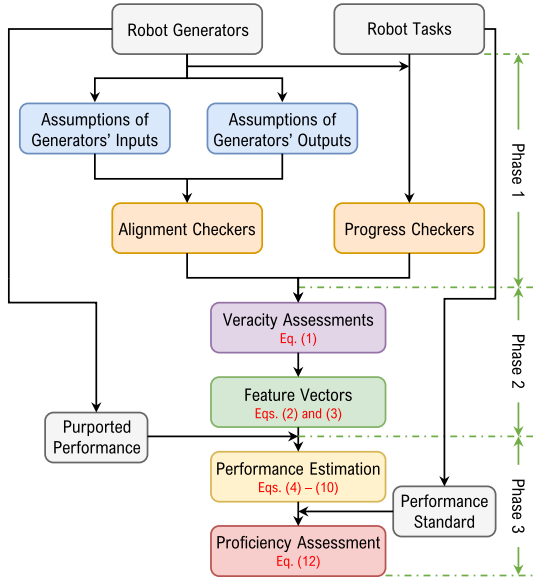 Robot Generators
Robot Tasks
Assumptions of
Generators' Inputs
Assumptions of
Generators' Outputs
Phase 1
Alignment Checkers
Progress Checkers
Veracity Assessments
Eq. (1)
Phase 2
Feature Vectors
Eqs. (2) and (3)
Purported
Performance
Performance Estimation
Eqs. (4) – (10)
Phase 3
Performance
Standard
Proficiency Assessment
Eq. (12)